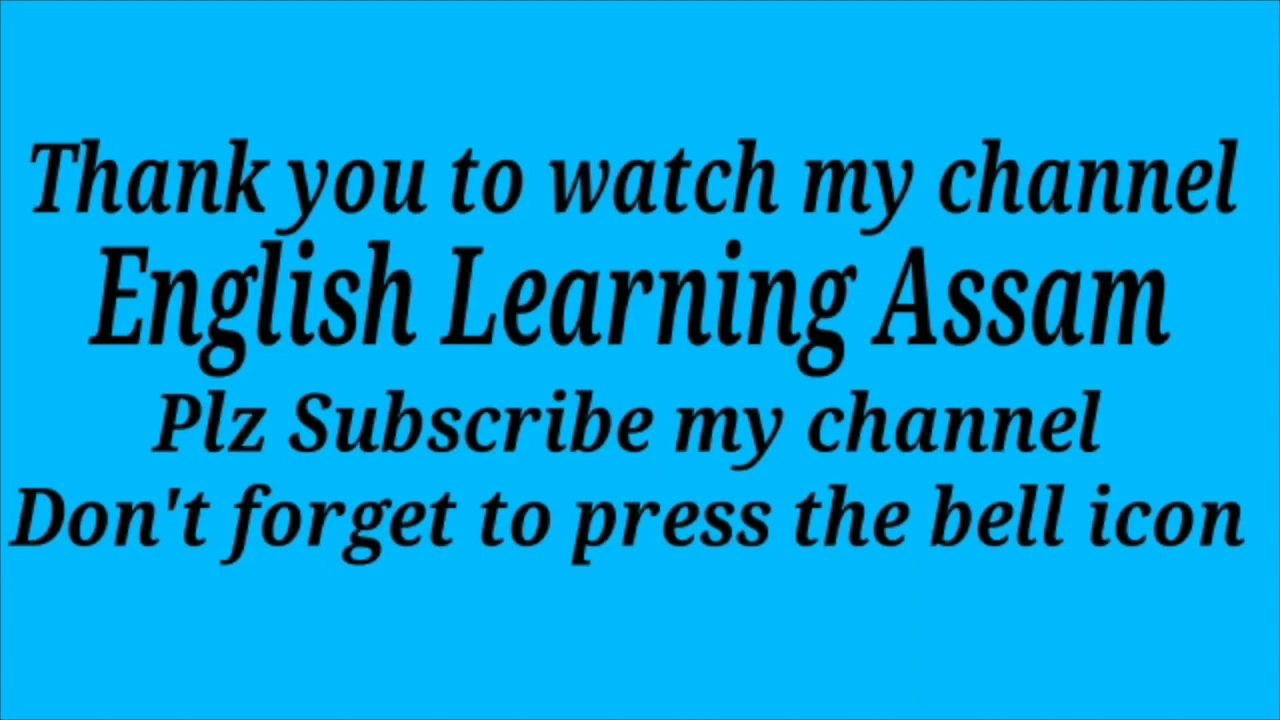 Thank you to watch my channel
English Learning Assam
Plz Subscribe my channel
Don't forget to press the bell icon